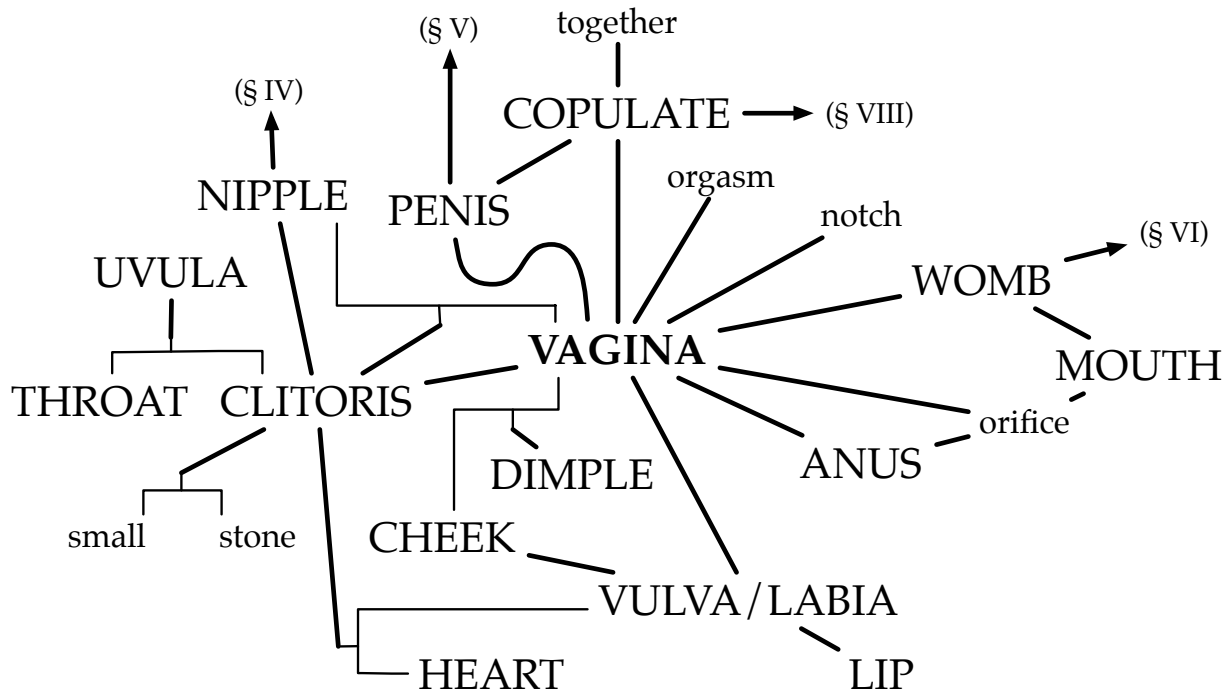 together
(§ V)
(§ IV)
COPULATE
(§ VIII)
NIPPLE
PENIS
orgasm
notch
(§ VI)
UVULA
WOMB
VAGINA
MOUTH
THROAT
CLITORIS
orifice
DIMPLE
ANUS
small
stone
CHEEK
VULVA/LABIA
HEART
LIP